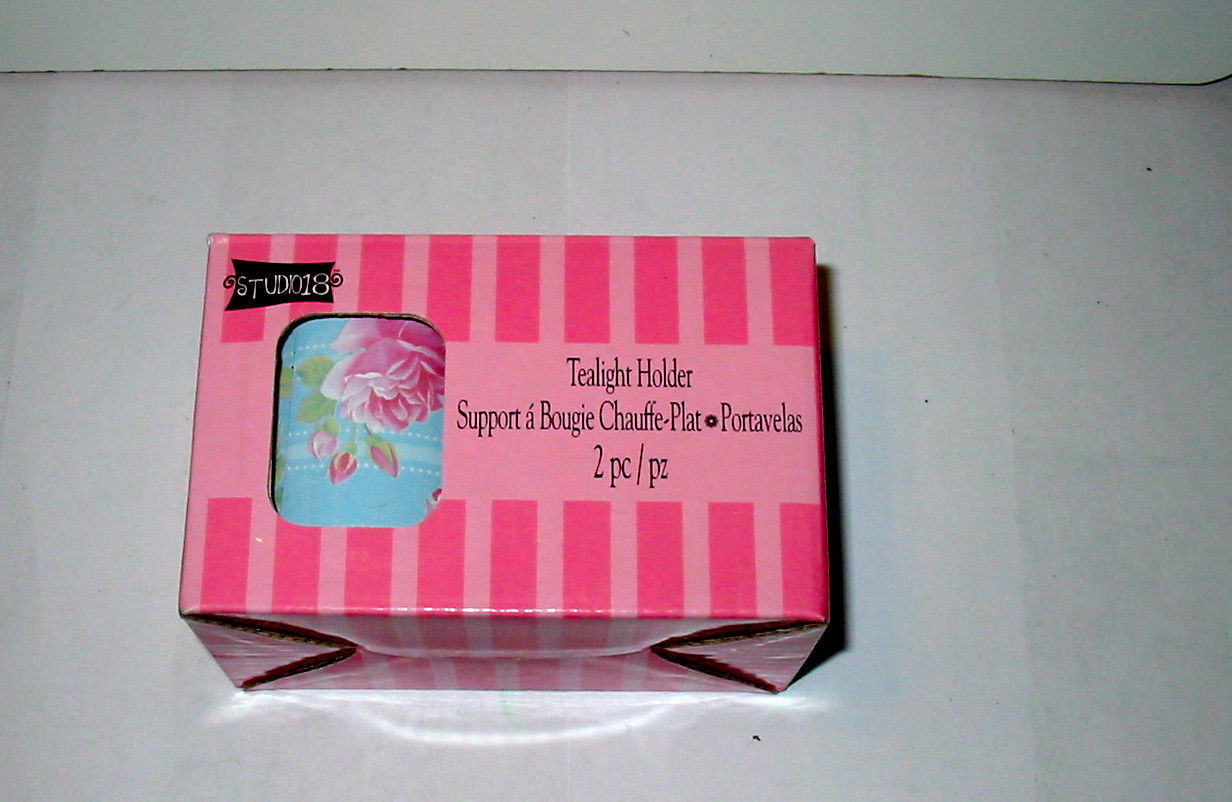 STUDIO18
Tealight Holder
Support á Bougie Chauffe-Plat Portavelas
2 pc / pz